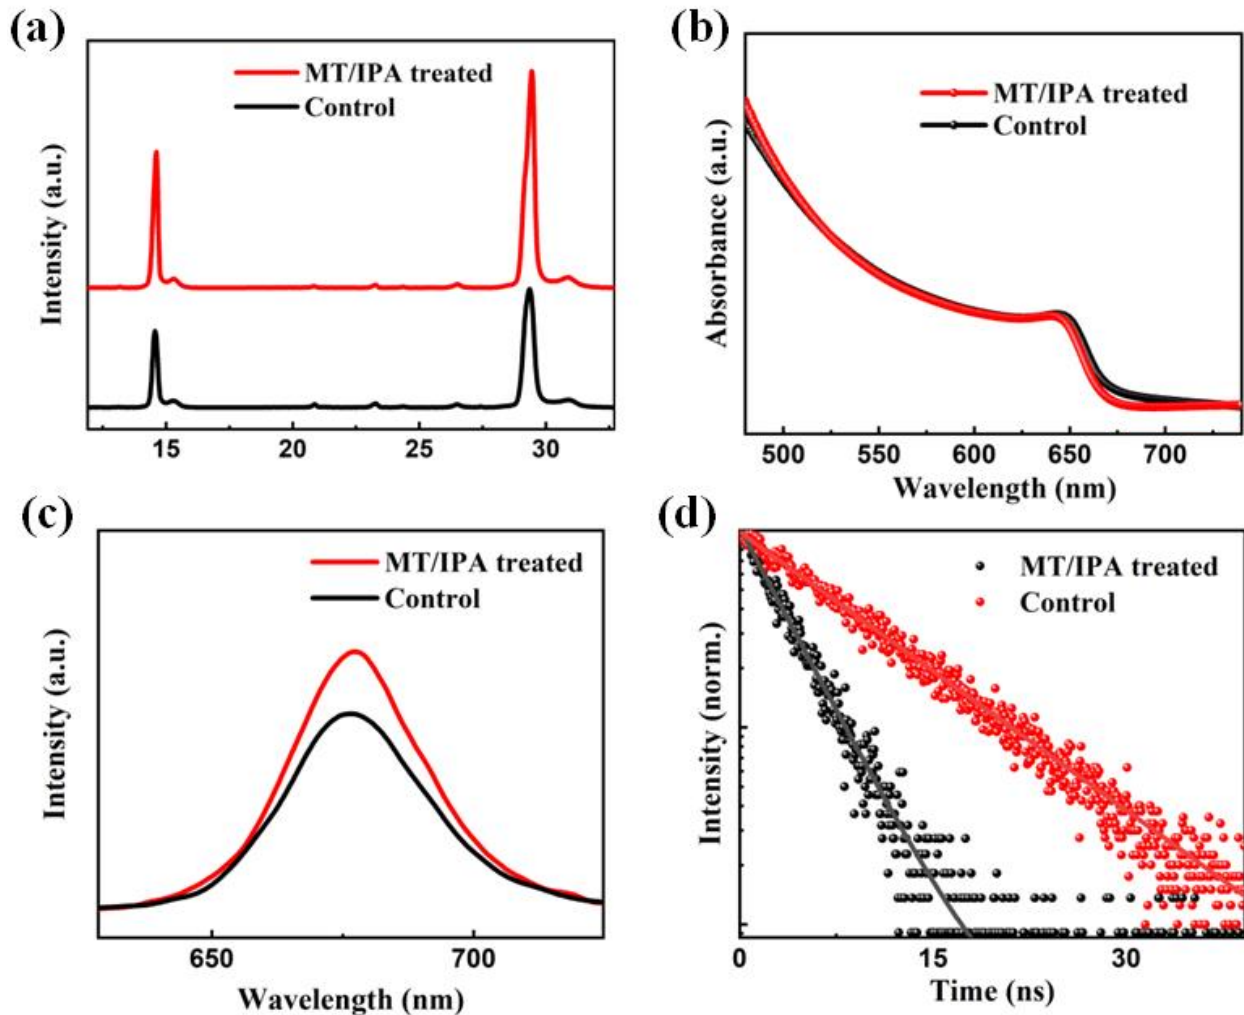 (a)
MT/IPA treated
Control
Intensity (a.u.)
15 20 25 30
(b)
MT/IPA treated
Control
Absorbance (a.u.)
500 550 600 650 700
Wavelength (nm)
(c)
MT/IPA treated
Control
Intensity (a.u.)
650 700
Wavelength (nm)
(d)
MT/IPA treated
Control
Intensity (norm.)
0 15 30
Time (ns)